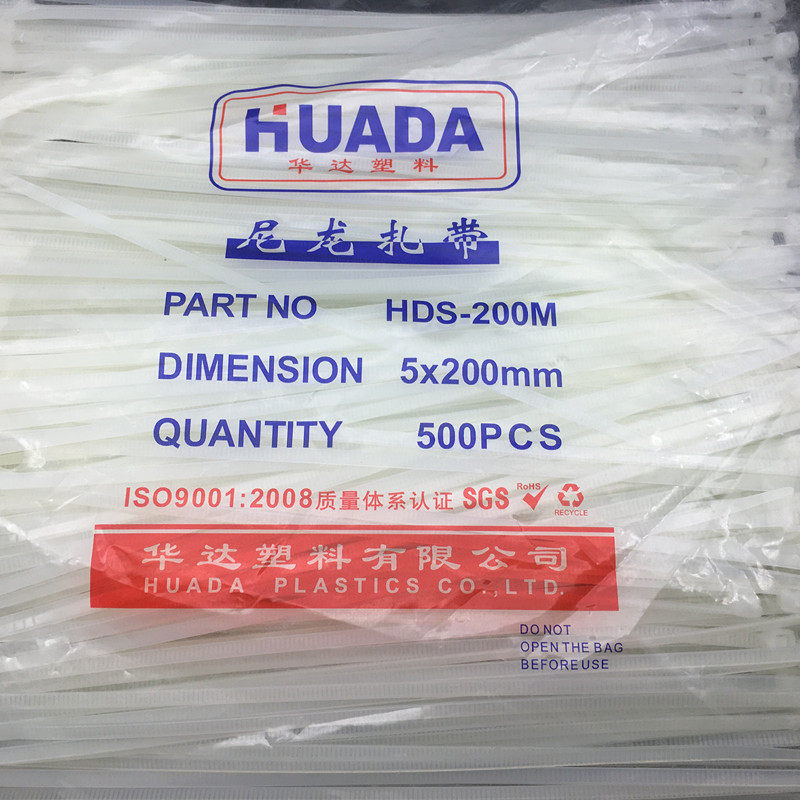 HUADA
华达塑料
尼龙扎带
PART NO HDS-200M
DIMENSION 5x200mm
QUANTITY 500PCS
ISO9001:2008质量体系认证 SGS RoHS RECYCLE
华达塑料有限公司
HUADA PLASTICS CO.,LTD.
DO NOT
OPEN THE BAG
BEFORE USE